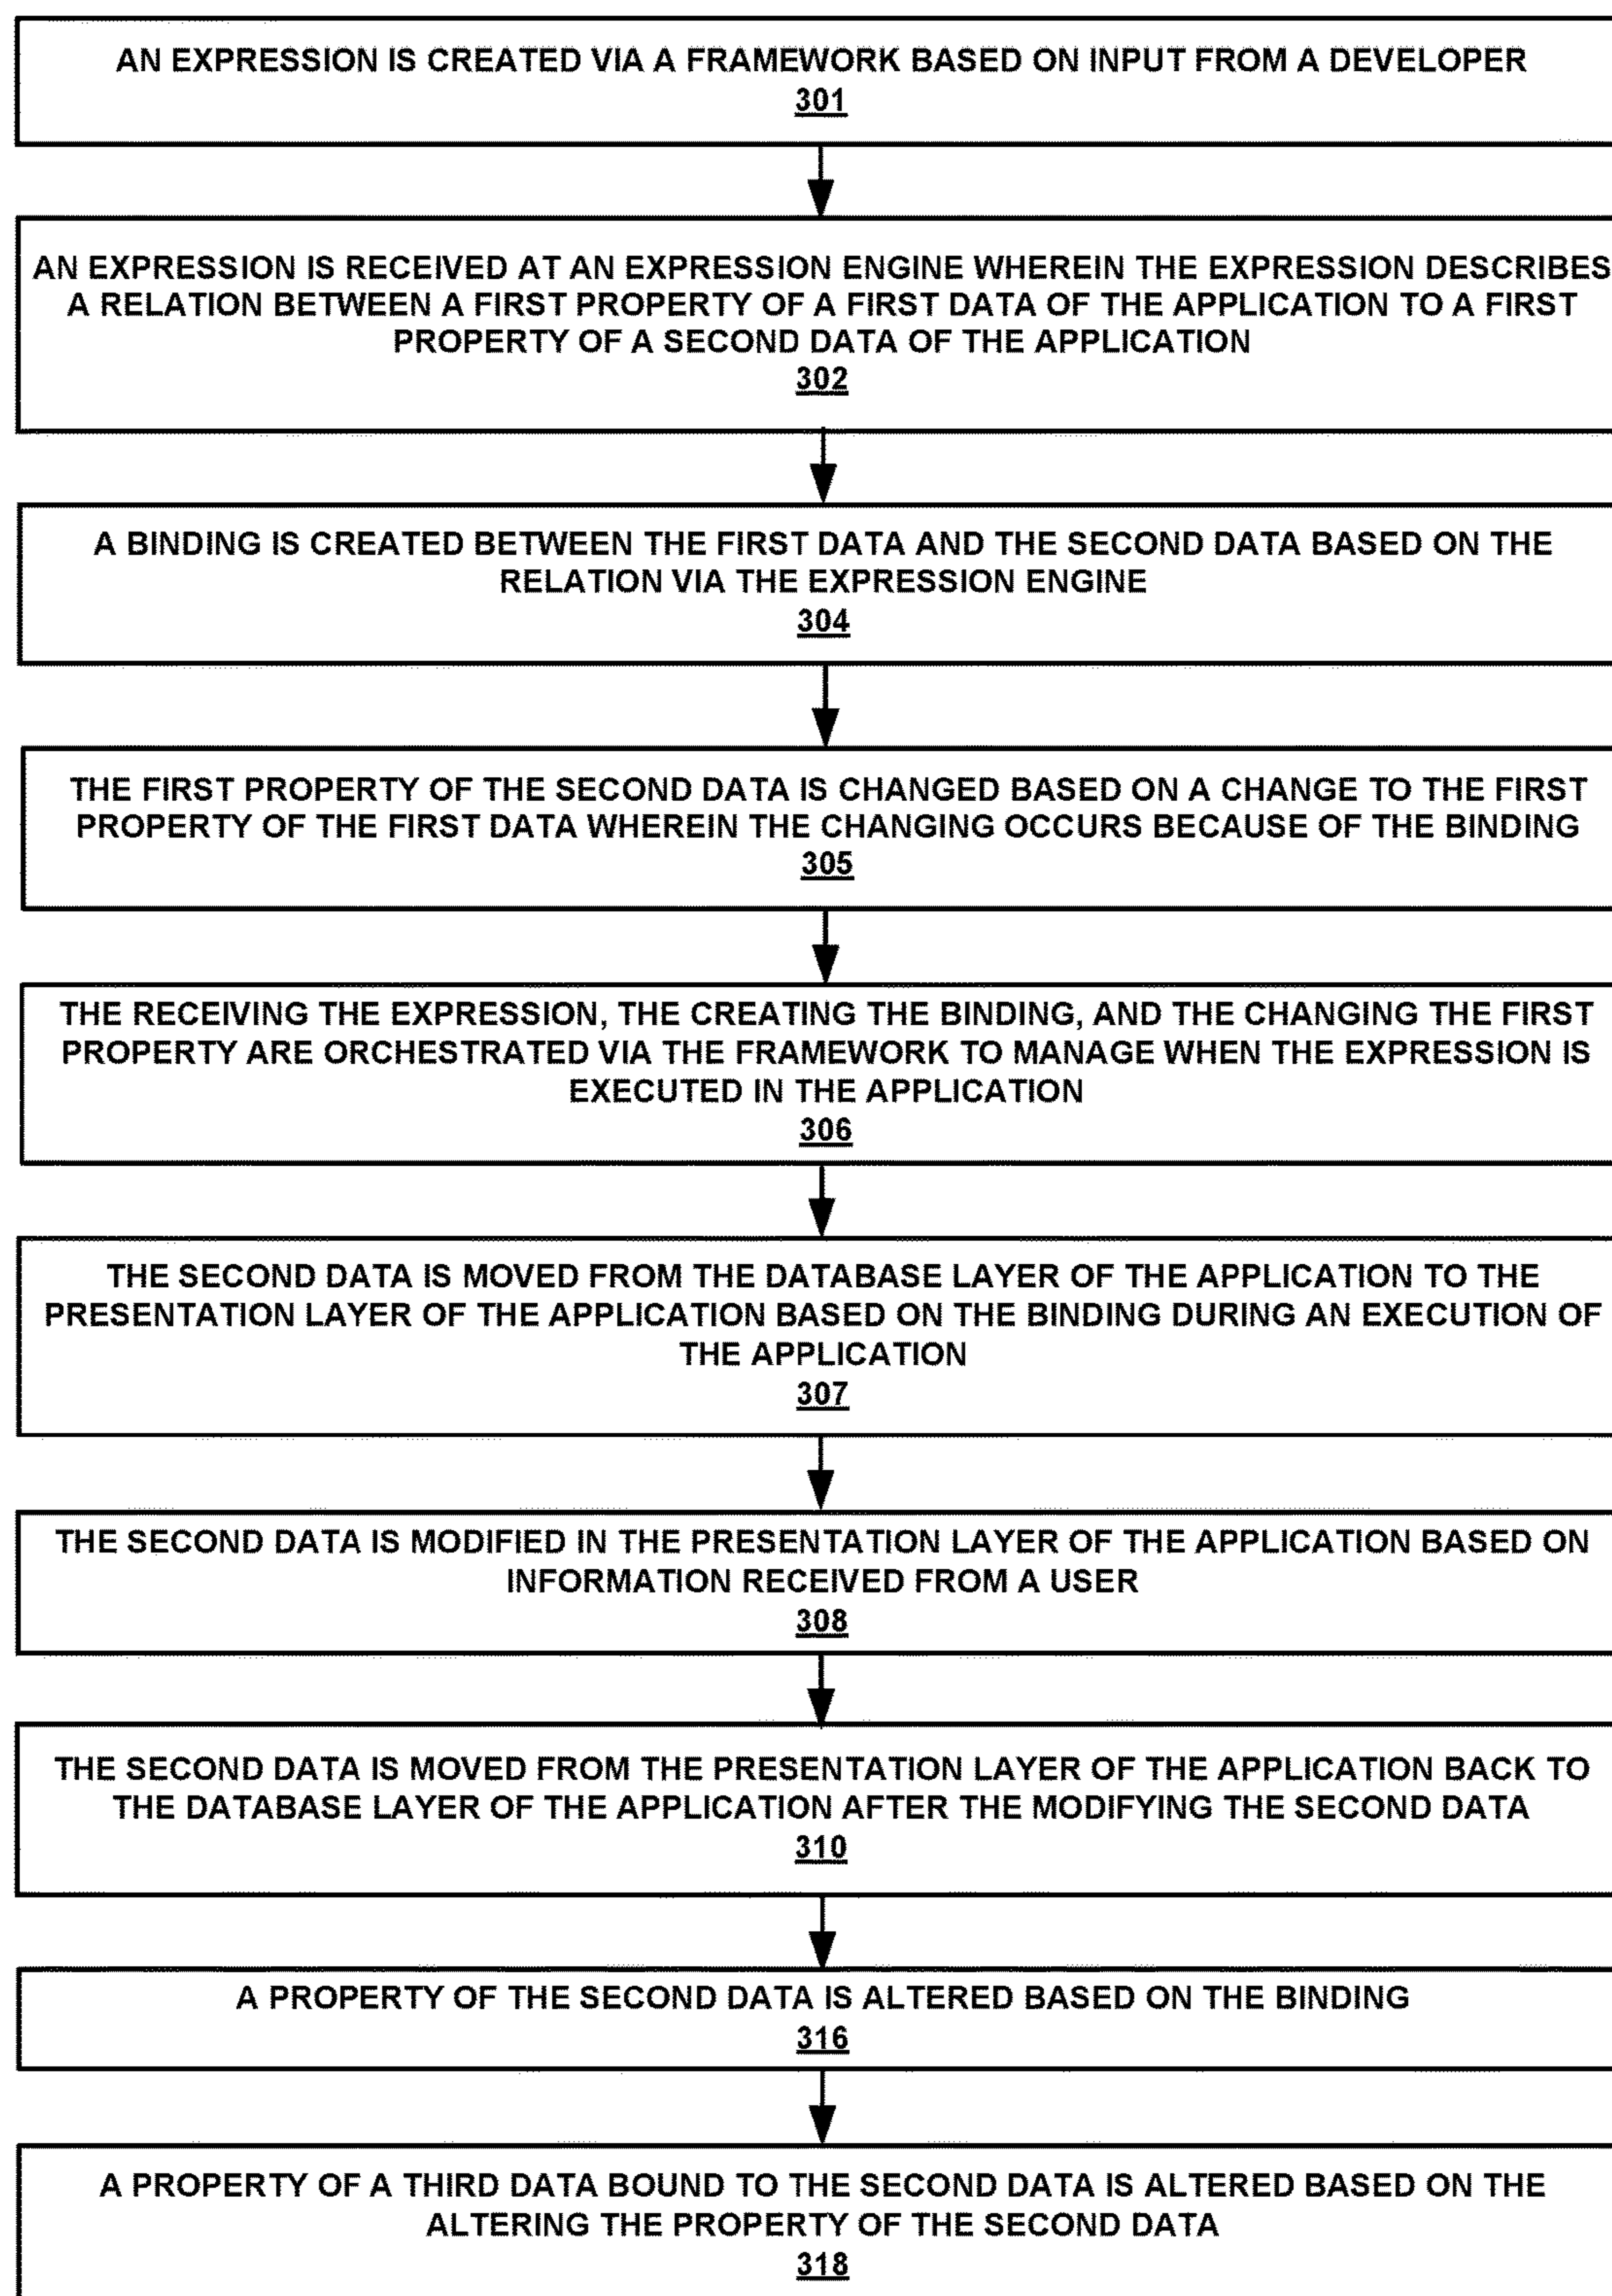 AN EXPRESSION IS CREATED VIA A FRAMEWORK BASED ON INPUT FROM A DEVELOPER
301
AN EXPRESSION IS RECEIVED AT AN EXPRESSION ENGINE WHEREIN THE EXPRESSION DESCRIBES
A RELATION BETWEEN A FIRST PROPERTY OF A FIRST DATA OF THE APPLICATION TO A FIRST
PROPERTY OF A SECOND DATA OF THE APPLICATION
302
A BINDING IS CREATED BETWEEN THE FIRST DATA AND THE SECOND DATA BASED ON THE
RELATION VIA THE EXPRESSION ENGINE
304
THE FIRST PROPERTY OF THE SECOND DATA IS CHANGED BASED ON A CHANGE TO THE FIRST
PROPERTY OF THE FIRST DATA WHEREIN THE CHANGING OCCURS BECAUSE OF THE BINDING
305
THE RECEIVING THE EXPRESSION, THE CREATING THE BINDING, AND THE CHANGING THE FIRST
PROPERTY ARE ORCHESTRATED VIA THE FRAMEWORK TO MANAGE WHEN THE EXPRESSION IS
EXECUTED IN THE APPLICATION
306
THE SECOND DATA IS MOVED FROM THE DATABASE LAYER OF THE APPLICATION TO THE
PRESENTATION LAYER OF THE APPLICATION BASED ON THE BINDING DURING AN EXECUTION OF
THE APPLICATION
307
THE SECOND DATA IS MODIFIED IN THE PRESENTATION LAYER OF THE APPLICATION BASED ON
INFORMATION RECEIVED FROM A USER
308
THE SECOND DATA IS MOVED FROM THE PRESENTATION LAYER OF THE APPLICATION BACK TO
THE DATABASE LAYER OF THE APPLICATION AFTER THE MODIFYING THE SECOND DATA
310
A PROPERTY OF THE SECOND DATA IS ALTERED BASED ON THE BINDING
316
A PROPERTY OF A THIRD DATA BOUND TO THE SECOND DATA IS ALTERED BASED ON THE
ALTERING THE PROPERTY OF THE SECOND DATA
318